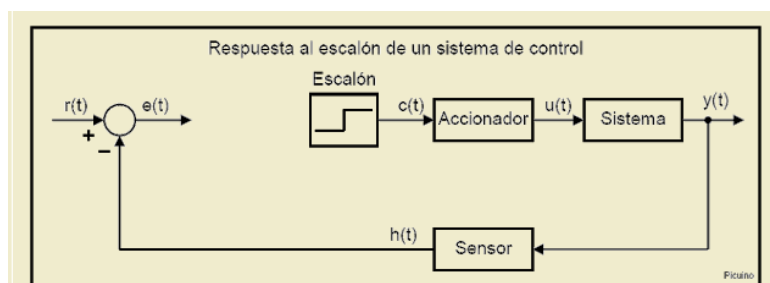 Respuesta al escalón de un sistema de control
Escalón
r(t)
e(t)
c(t)
Accionador
u(t)
Sistema
y(t)
+
−
h(t)
Sensor
Picuino